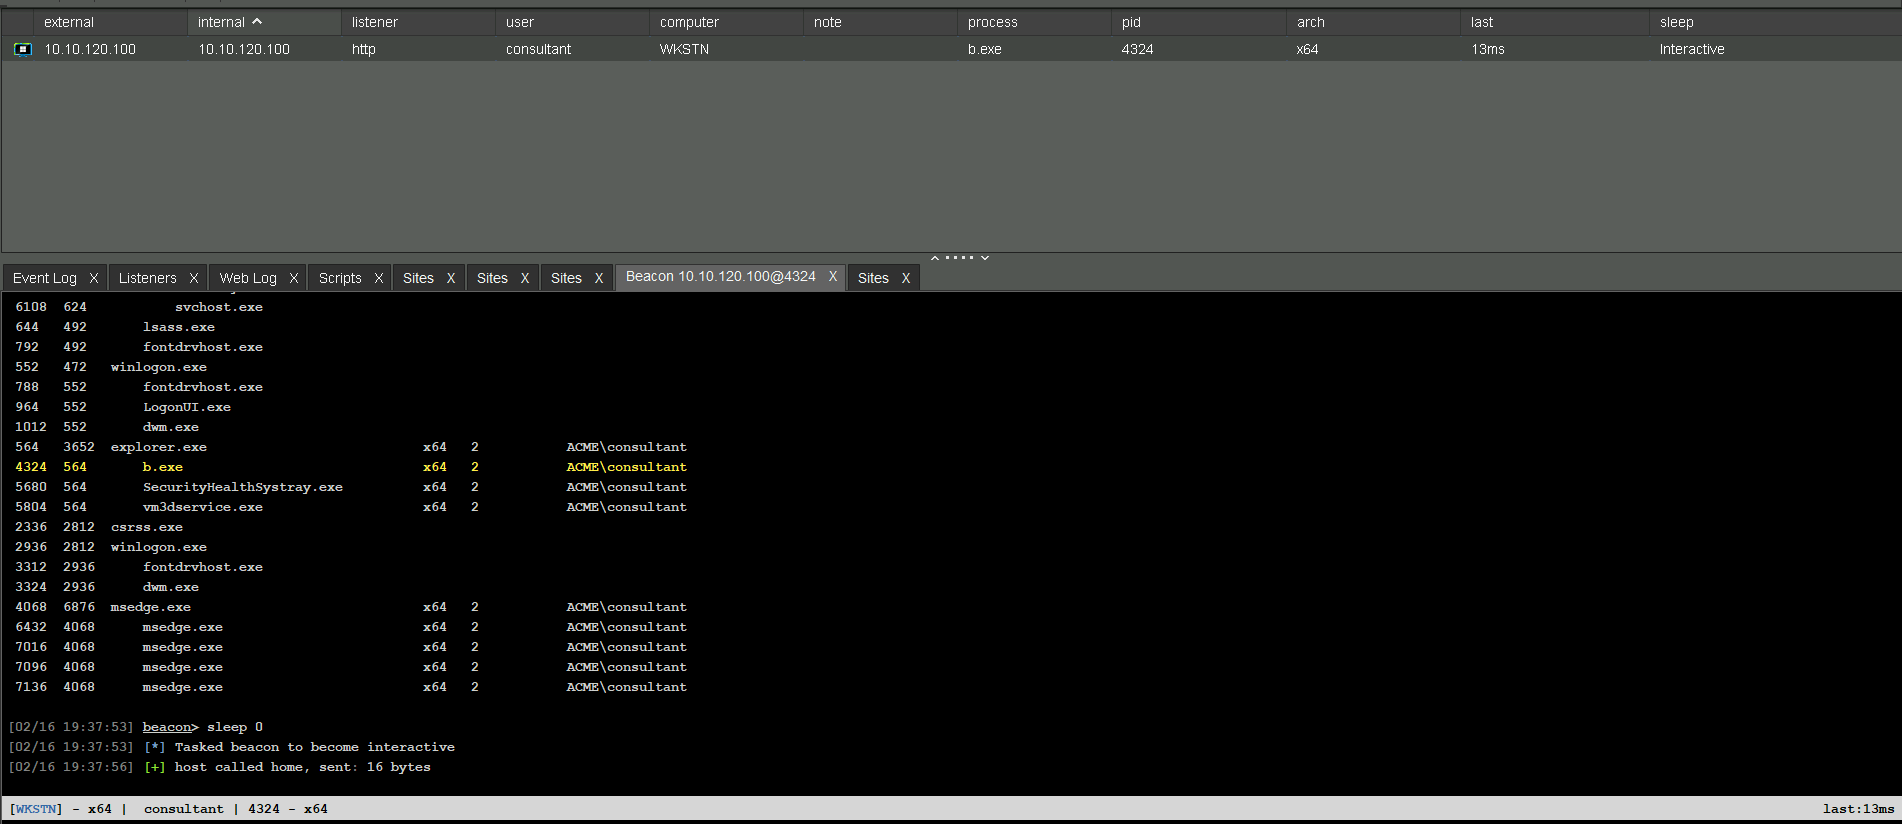 external internal listener user computer note process pid arch last sleep
10.10.120.100 10.10.120.100 http consultant WKSTN b.exe 4324 x64 13ms Interactive
Event Log X Listeners X Web Log X Scripts X Sites X Sites X Sites X Beacon 10.10.120.100@4324 X Sites X
6108 624 svchost.exe
644 492 lsass.exe
792 492 fontdrvhost.exe
552 472 winlogon.exe
788 552 fontdrvhost.exe
964 552 LogonUI.exe
1012 552 dwm.exe
564 3652 explorer.exe x64 2 ACME\consultant
4324 564 b.exe x64 2 ACME\consultant
5680 564 SecurityHealthSystray.exe x64 2 ACME\consultant
5804 564 vm3dservice.exe x64 2 ACME\consultant
2336 2812 csrss.exe
2936 2812 winlogon.exe
3312 2936 fontdrvhost.exe
3324 2936 dwm.exe
4068 6876 msedge.exe x64 2 ACME\consultant
6432 4068 msedge.exe x64 2 ACME\consultant
7016 4068 msedge.exe x64 2 ACME\consultant
7096 4068 msedge.exe x64 2 ACME\consultant
7136 4068 msedge.exe x64 2 ACME\consultant
[02/16 19:37:53] beacon> sleep 0
[02/16 19:37:53] [*] Tasked beacon to become interactive
[02/16 19:37:56] [+] host called home, sent: 16 bytes
[WKSTN] - x64 | consultant | 4324 - x64 last:13ms